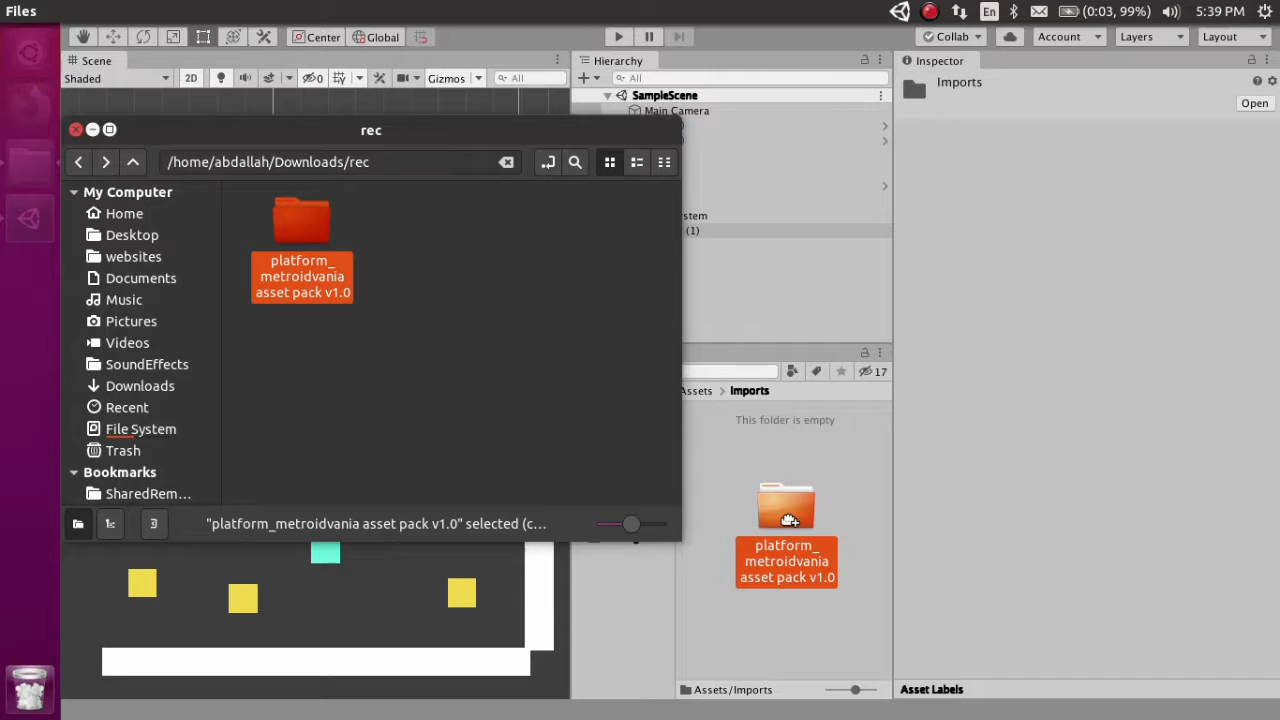 Files
En
(0:03, 99%)
5:39 PM
Center
Global
Collab
Account
Layers
Layout
Scene
Shaded
2D
0
Gizmos
All
Hierarchy
All
SampleScene
Main Camera
ystem
(1)
Inspector
Imports
Open
rec
/home/abdallah/Downloads/rec
My Computer
Home
Desktop
websites
Documents
Music
Pictures
Videos
SoundEffects
Downloads
Recent
File System
Trash
Bookmarks
SharedRem...
platform_
metroidvania
asset pack v1.0
"platform_metroidvania asset pack v1.0" selected (c...
17
Assets > Imports
This folder is empty
platform_
metroidvania
asset pack v1.0
Assets/Imports
Asset Labels